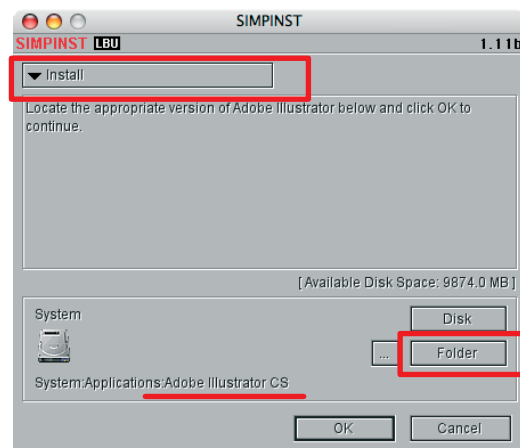 SIMPINST
SIMPINST LBU 1.11b
Install
Locate the appropriate version of Adobe Illustrator below and click OK to
continue.
[Available Disk Space: 9874.0 MB]
System
Disk
... Folder
System:Applications:Adobe Illustrator CS
OK Cancel